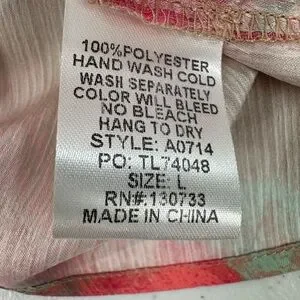 100%POLYESTER
HAND WASH COLD
WASH SEPARATELY
COLOR WILL BLEED
NO BLEACH
HANG TO DRY
STYLE: A0714
PO: TL74048
SIZE: L
RN#:130733
MADE IN CHINA